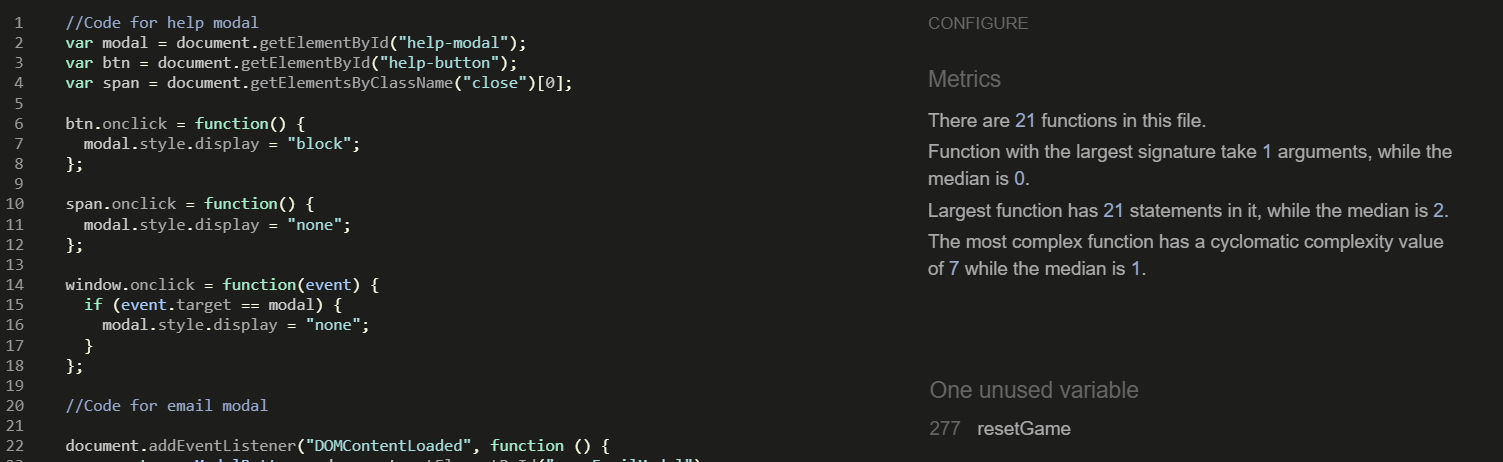 1 //Code for help modal
2 var modal = document.getElementById("help-modal");
3 var btn = document.getElementById("help-button");
4 var span = document.getElementsByClassName("close")[0];
5
6 btn.onclick = function() {
7   modal.style.display = "block";
8 };
9
10 span.onclick = function() {
11   modal.style.display = "none";
12 };
13
14 window.onclick = function(event) {
15   if (event.target == modal) {
16     modal.style.display = "none";
17   }
18 };
19
20 //Code for email modal
21
22 document.addEventListener("DOMContentLoaded", function () {
CONFIGURE
Metrics
There are 21 functions in this file.
Function with the largest signature take 1 arguments, while the
median is 0.
Largest function has 21 statements in it, while the median is 2.
The most complex function has a cyclomatic complexity value
of 7 while the median is 1.
One unused variable
277 resetGame